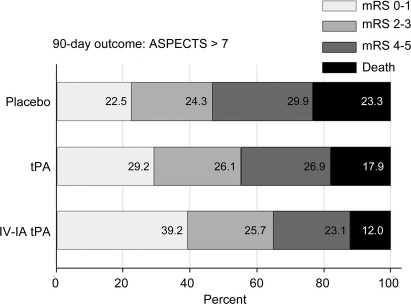 mRS 0-1
mRS 2-3
mRS 4-5
Death
90-day outcome: ASPECTS > 7
Placebo 22.5 24.3 29.9 23.3
tPA 29.2 26.1 26.9 17.9
IV-IA tPA 39.2 25.7 23.1 12.0
0 20 40 60 80 100
Percent